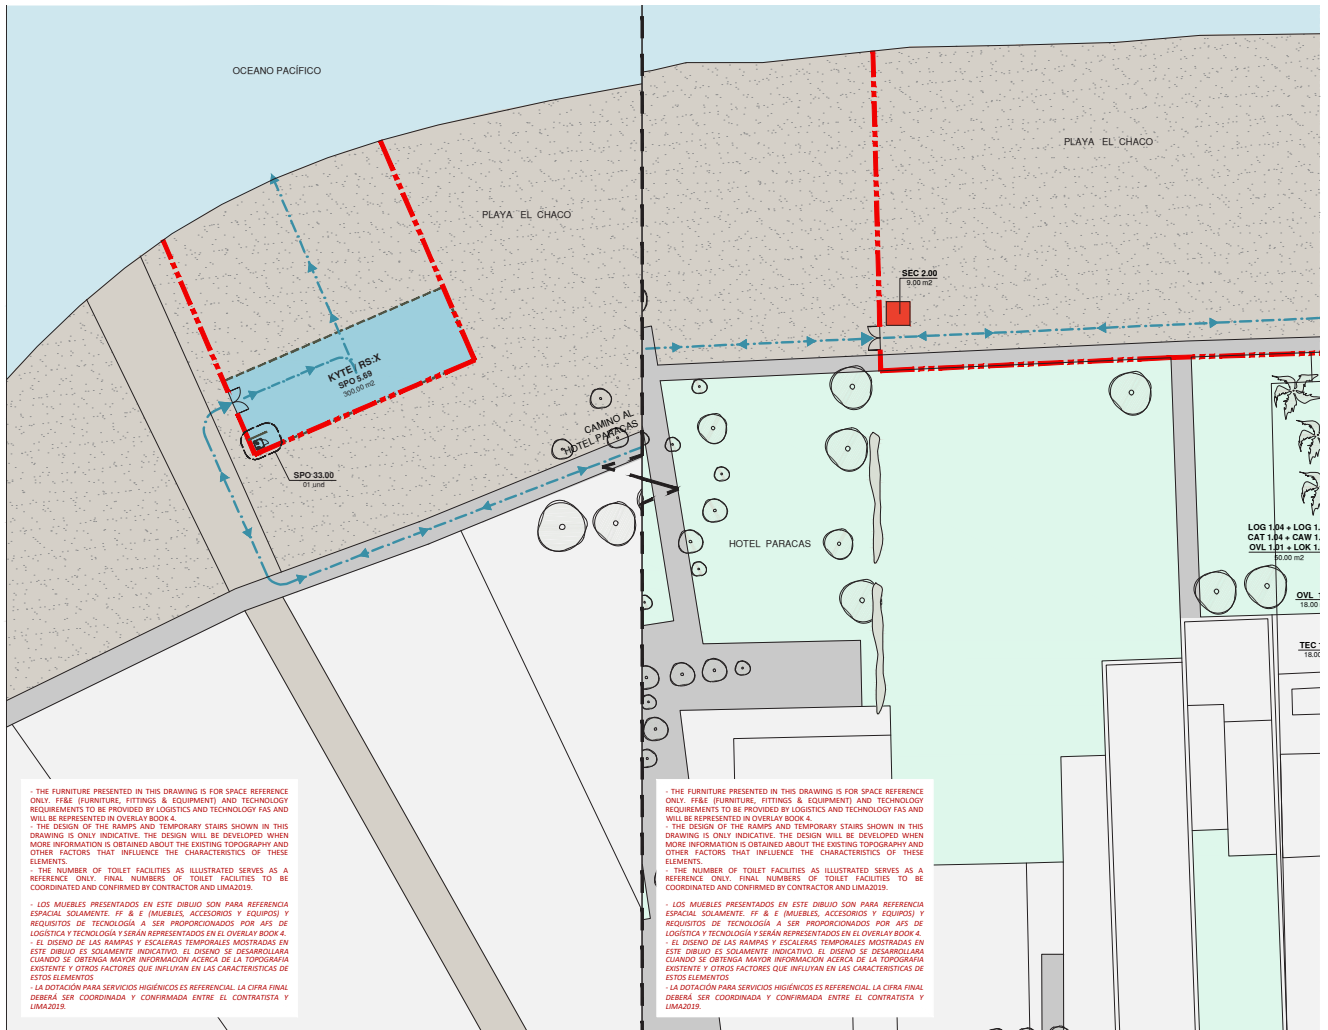 OCEANO PACÍFICO
PLAYA  EL  CHACO
KYTE / RS:X
SPO 5.69
300.00 m2
SPO 33.00
01 und
CAMINO AL
HOTEL PARACAS
- THE FURNITURE PRESENTED IN THIS DRAWING IS FOR SPACE REFERENCE
ONLY. FF&E (FURNITURE, FITTINGS & EQUIPMENT) AND TECHNOLOGY
REQUIREMENTS TO BE PROVIDED BY LOGISTICS AND TECHNOLOGY FAS AND
WILL BE REPRESENTED IN OVERLAY BOOK 4.
- THE DESIGN OF THE RAMPS AND TEMPORARY STAIRS SHOWN IN THIS
DRAWING IS ONLY INDICATIVE. THE DESIGN WILL BE DEVELOPED WHEN
MORE INFORMATION IS OBTAINED ABOUT THE EXISTING TOPOGRAPHY AND
OTHER FACTORS THAT INFLUENCE THE CHARACTERISTICS OF THESE
ELEMENTS.
- THE NUMBER OF TOILET FACILITIES AS ILLUSTRATED SERVES AS A
REFERENCE ONLY. FINAL NUMBERS OF TOILET FACILITIES TO BE
COORDINATED AND CONFIRMED BY CONTRACTOR AND LIMA2019.
- LOS MUEBLES PRESENTADOS EN ESTE DIBUJO SON PARA REFERENCIA
ESPACIAL SOLAMENTE. FF & E (MUEBLES, ACCESORIOS Y EQUIPOS) Y
REQUISITOS DE TECNOLOGÍA A SER PROPORCIONADOS POR AFS DE
LOGÍSTICA Y TECNOLOGÍA Y SERÁN REPRESENTADOS EN EL OVERLAY BOOK 4.
- EL DISENO DE LAS RAMPAS Y ESCALERAS TEMPORALES MOSTRADAS EN
ESTE DIBUJO ES SOLAMENTE INDICATIVO. EL DISENO SE DESARROLLARA
CUANDO SE OBTENGA MAYOR INFORMACION ACERCA DE LA TOPOGRAFIA
EXISTENTE Y OTROS FACTORES QUE INFLUYAN EN LAS CARACTERISTICAS DE
ESTOS ELEMENTOS
- LA DOTACIÓN PARA SERVICIOS HIGIÉNICOS ES REFERENCIAL. LA CIFRA FINAL
DEBERÁ SER COORDINADA Y CONFIRMADA ENTRE EL CONTRATISTA Y
LIMA2019.
PLAYA  EL  CHACO
SEC 2.00
9.00 m2
HOTEL  PARACAS
LOG 1.04 + LOG 1.
CAT 1.04 + CAW 1.
OVL 1.01 + LOK 1.
50.00 m2
OVL  1
18.00
TEC 1
18.00
- THE FURNITURE PRESENTED IN THIS DRAWING IS FOR SPACE REFERENCE
ONLY. FF&E (FURNITURE, FITTINGS & EQUIPMENT) AND TECHNOLOGY
REQUIREMENTS TO BE PROVIDED BY LOGISTICS AND TECHNOLOGY FAS AND
WILL BE REPRESENTED IN OVERLAY BOOK 4.
- THE DESIGN OF THE RAMPS AND TEMPORARY STAIRS SHOWN IN THIS
DRAWING IS ONLY INDICATIVE. THE DESIGN WILL BE DEVELOPED WHEN
MORE INFORMATION IS OBTAINED ABOUT THE EXISTING TOPOGRAPHY AND
OTHER FACTORS THAT INFLUENCE THE CHARACTERISTICS OF THESE
ELEMENTS.
- THE NUMBER OF TOILET FACILITIES AS ILLUSTRATED SERVES AS A
REFERENCE ONLY. FINAL NUMBERS OF TOILET FACILITIES TO BE
COORDINATED AND CONFIRMED BY CONTRACTOR AND LIMA2019.
- LOS MUEBLES PRESENTADOS EN ESTE DIBUJO SON PARA REFERENCIA
ESPACIAL SOLAMENTE. FF & E (MUEBLES, ACCESORIOS Y EQUIPOS) Y
REQUISITOS DE TECNOLOGÍA A SER PROPORCIONADOS POR AFS DE
LOGÍSTICA Y TECNOLOGÍA Y SERÁN REPRESENTADOS EN EL OVERLAY BOOK 4.
- EL DISENO DE LAS RAMPAS Y ESCALERAS TEMPORALES MOSTRADAS EN
ESTE DIBUJO ES SOLAMENTE INDICATIVO. EL DISENO SE DESARROLLARA
CUANDO SE OBTENGA MAYOR INFORMACION ACERCA DE LA TOPOGRAFIA
EXISTENTE Y OTROS FACTORES QUE INFLUYAN EN LAS CARACTERISTICAS DE
ESTOS ELEMENTOS
- LA DOTACIÓN PARA SERVICIOS HIGIÉNICOS ES REFERENCIAL. LA CIFRA FINAL
DEBERÁ SER COORDINADA Y CONFIRMADA ENTRE EL CONTRATISTA Y
LIMA2019.